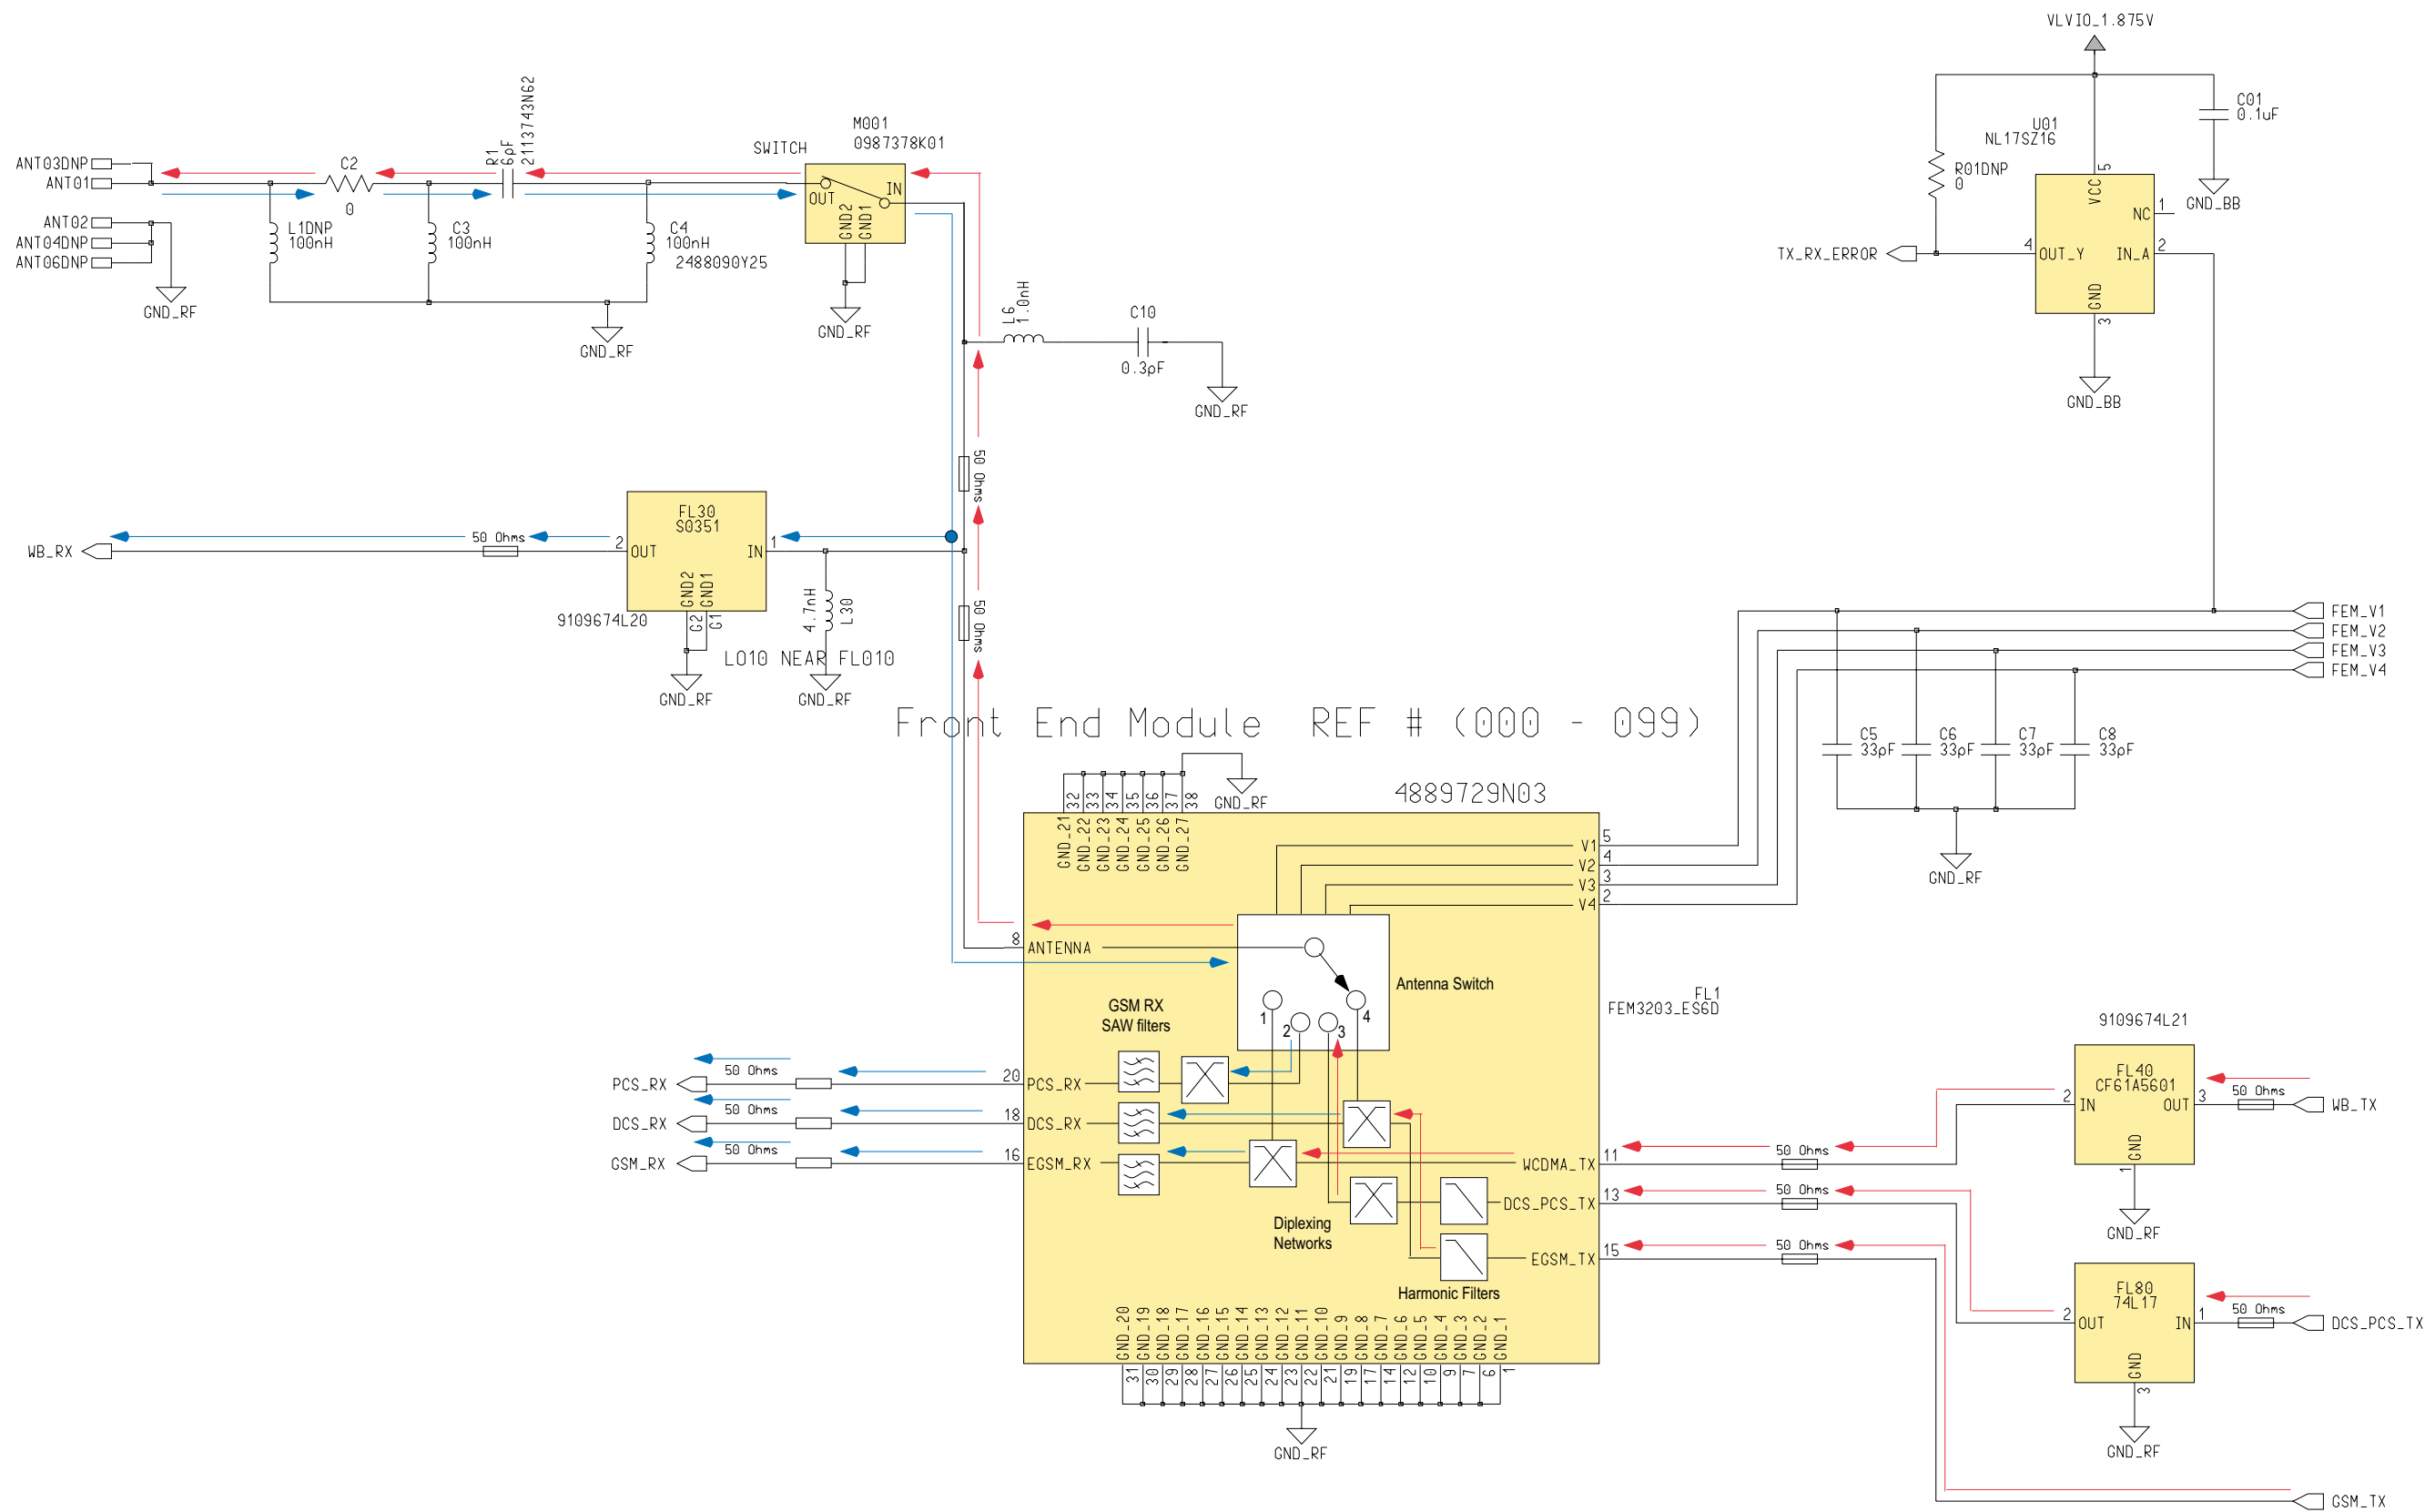 VLVIO_1.875V
C01
0.1uF
U01
NL17SZ16
R01DNP
0
GND_BB
VCC
5
NC
1
TX_RX_ERROR
4
OUT_Y
IN_A
2
GND
3
GND_BB
ANT03DNP
ANT01
ANT02
ANT04DNP
ANT06DNP
GND_RF
C2
0
R1
6pF
2113743N62
L1DNP
100nH
C3
100nH
C4
100nH
2488090Y25
GND_RF
SWITCH
M001
0987378K01
OUT
IN
GND2
GND1
GND_RF
L6
1.0nH
C10
0.3pF
GND_RF
50 Ohms
50 Ohms
WB_RX
50 Ohms
FL30
S0351
2
OUT
IN
1
GND2
GND1
G2
G1
9109674L20
4.7nH
L30
LO10 NEAR FL010
GND_RF
GND_RF
FEM_V1
FEM_V2
FEM_V3
FEM_V4
C5
33pF
C6
33pF
C7
33pF
C8
33pF
GND_RF
Front End Module REF # (000 - 099)
4889729N03
GND_RF
32
33
34
35
36
37
38
GND_21
GND_22
GND_23
GND_24
GND_25
GND_26
GND_27
V1
5
V2
4
V3
3
V4
2
8
ANTENNA
Antenna Switch
1
2
3
4
GSM RX
SAW filters
FL1
FEM3203_ES6D
PCS_RX
50 Ohms
20
PCS_RX
DCS_RX
50 Ohms
18
DCS_RX
GSM_RX
50 Ohms
16
EGSM_RX
WCDMA_TX
11
50 Ohms
DCS_PCS_TX
13
50 Ohms
EGSM_TX
15
50 Ohms
Diplexing
Networks
Harmonic Filters
9109674L21
FL40
CF61A5601
2
IN
OUT
3
50 Ohms
WB_TX
GND
1
GND_RF
FL80
74L17
2
OUT
IN
1
50 Ohms
DCS_PCS_TX
GND
3
GND_RF
GSM_TX
GND_20
GND_19
GND_18
GND_17
GND_16
GND_15
GND_14
GND_13
GND_12
GND_11
GND_10
GND_9
GND_8
GND_7
GND_6
GND_5
GND_4
GND_3
GND_2
GND_1
31
30
29
28
27
26
25
24
23
22
21
19
17
14
12
10
9
7
6
1
GND_RF